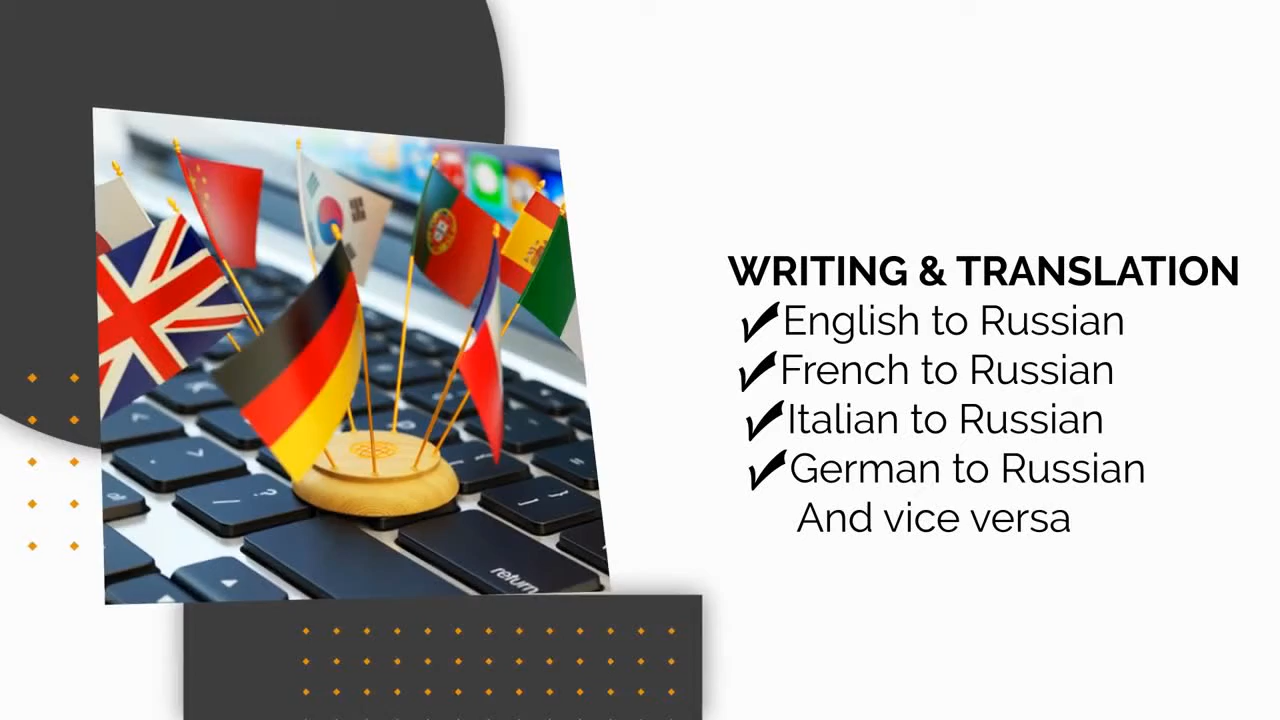 WRITING & TRANSLATION
✔English to Russian
✔French to Russian
✔Italian to Russian
✔German to Russian
And vice versa
return